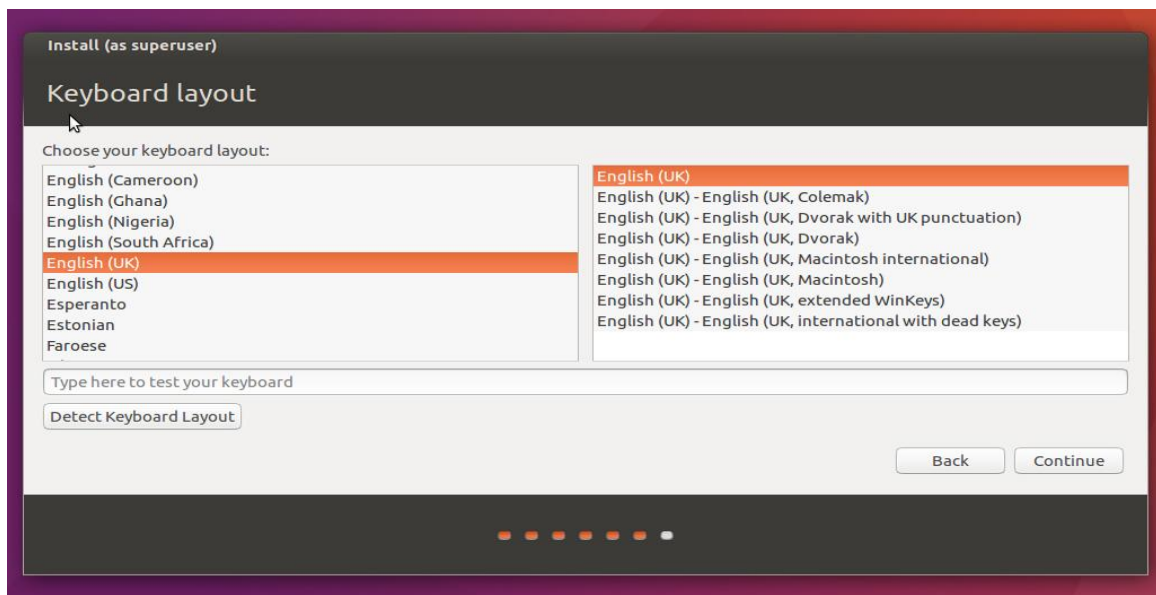 Install (as superuser)
Keyboard layout
Choose your keyboard layout:
English (Cameroon)
English (Ghana)
English (Nigeria)
English (South Africa)
English (UK)
English (US)
Esperanto
Estonian
Faroese
English (UK)
English (UK) - English (UK, Colemak)
English (UK) - English (UK, Dvorak with UK punctuation)
English (UK) - English (UK, Dvorak)
English (UK) - English (UK, Macintosh international)
English (UK) - English (UK, Macintosh)
English (UK) - English (UK, extended WinKeys)
English (UK) - English (UK, international with dead keys)
Type here to test your keyboard
Detect Keyboard Layout
Back
Continue